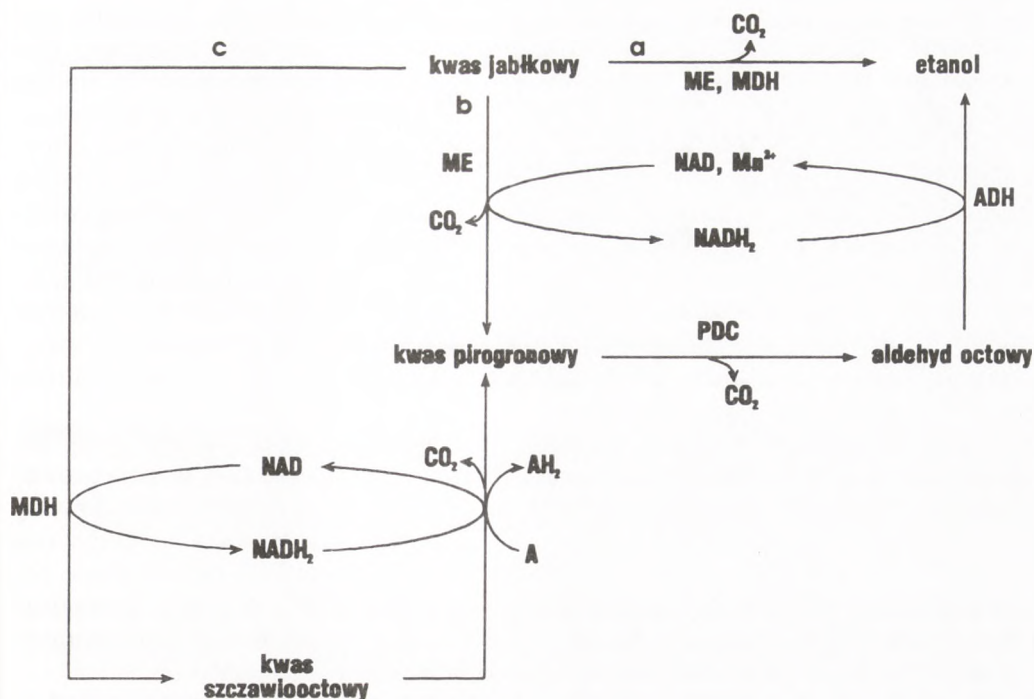 CO₂
c
kwas jabłkowy
a
etanol
ME, MDH
b
ME
NAD, Mn²⁺
ADH
CO₂
NADH₂
PDC
kwas pirogronowy
aldehyd octowy
CO₂
CO₂
AH₂
NAD
MDH
NADH₂
A
kwas
szczawiooctowy